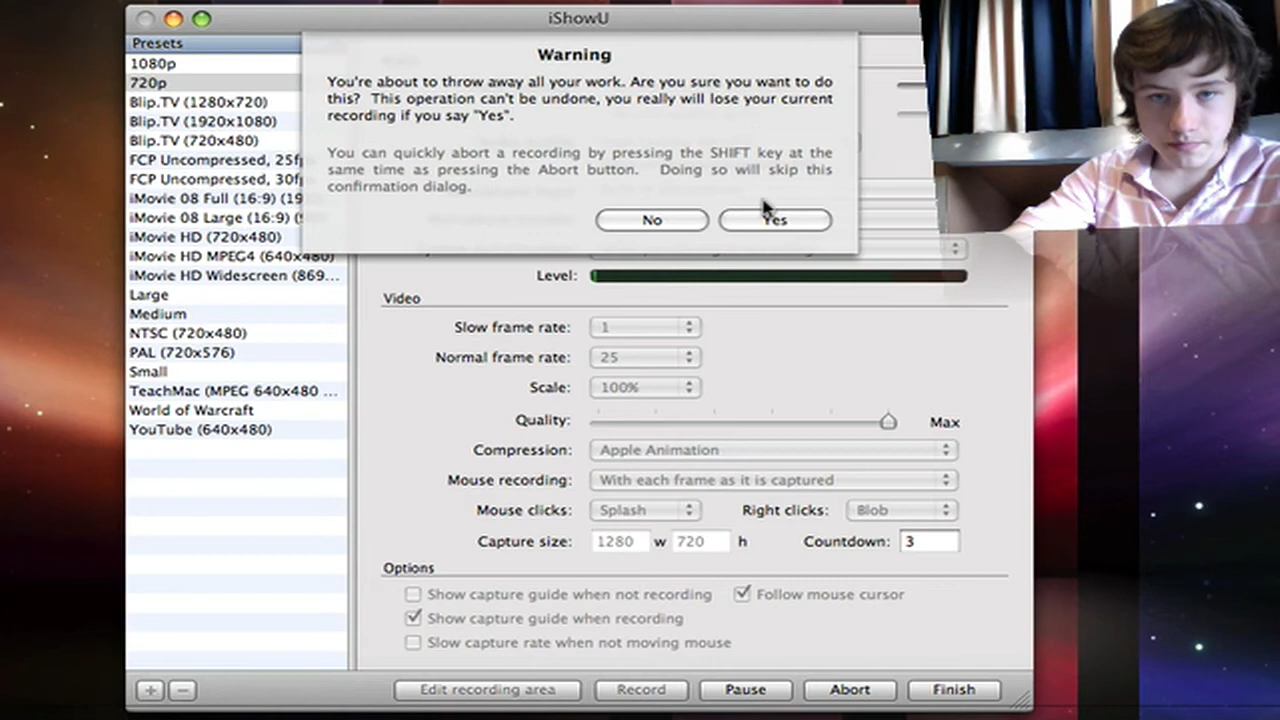 iShowU
Presets
1080p
720p
Blip.TV (1280x720)
Blip.TV (1920x1080)
Blip.TV (720x480)
FCP Uncompressed, 25f
FCP Uncompressed, 30f
iMovie 08 Full (16:9) (19
iMovie 08 Large (16:9) (
iMovie HD (720x480)
iMovie HD MPEG4 (640x480)
iMovie HD Widescreen (869...
Large
Medium
NTSC (720x480)
PAL (720x576)
Small
TeachMac (MPEG 640x480 ...
World of Warcraft
YouTube (640x480)
Warning
You're about to throw away all your work. Are you sure you want to do
this? This operation can't be undone, you really will lose your current
recording if you say "Yes".
You can quickly abort a recording by pressing the SHIFT key at the
same time as pressing the Abort button. Doing so will skip this
confirmation dialog.
No Yes
Level:
Video
Slow frame rate: 1
Normal frame rate: 25
Scale: 100%
Quality: Max
Compression: Apple Animation
Mouse recording: With each frame as it is captured
Mouse clicks: Splash Right clicks: Blob
Capture size: 1280 w 720 h Countdown: 3
Options
Show capture guide when not recording Follow mouse cursor
Show capture guide when recording
Slow capture rate when not moving mouse
+ − Edit recording area Record Pause Abort Finish